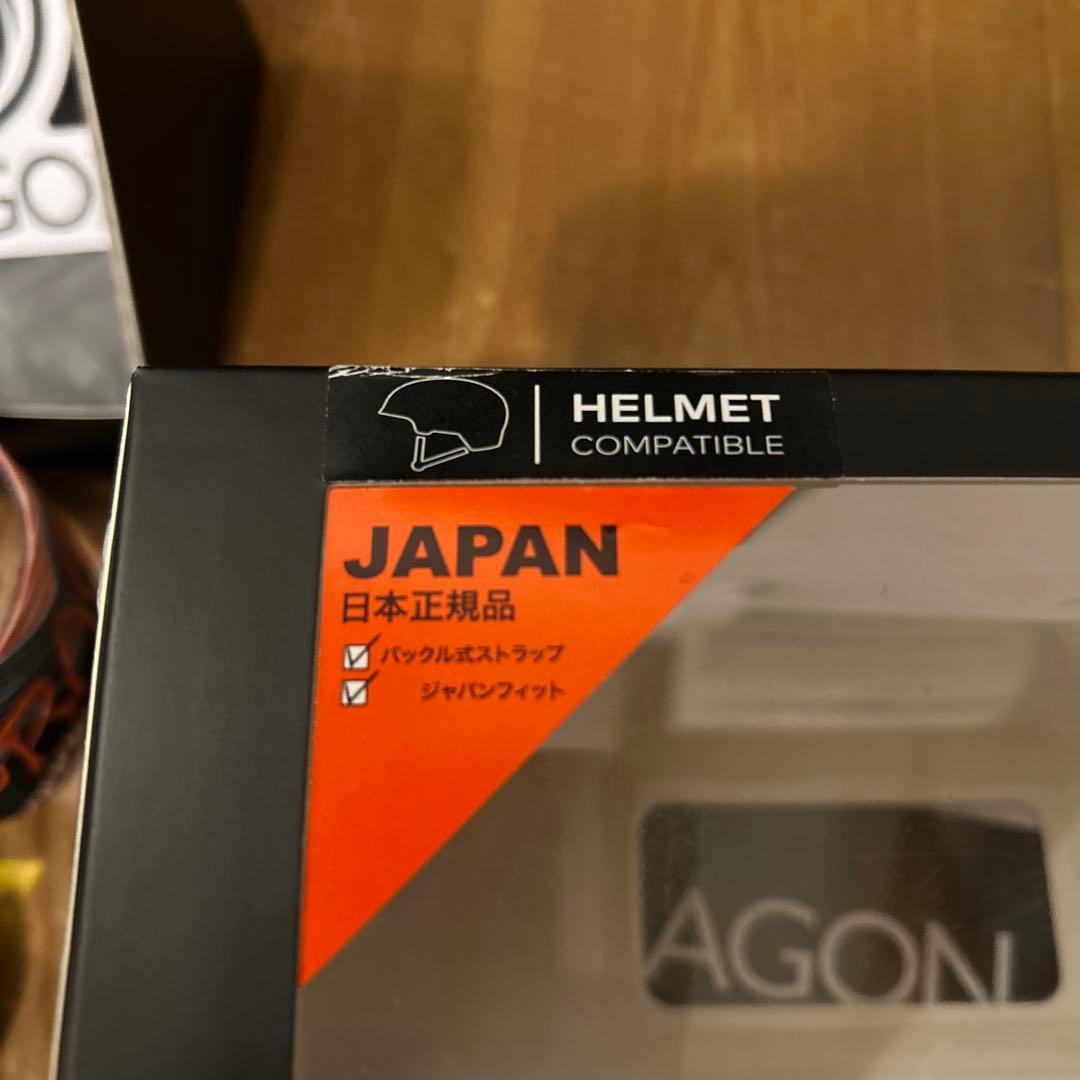 GO
HELMET
COMPATIBLE
JAPAN
日本正規品
バックル式ストラップ
ジャパンフィット
AGON